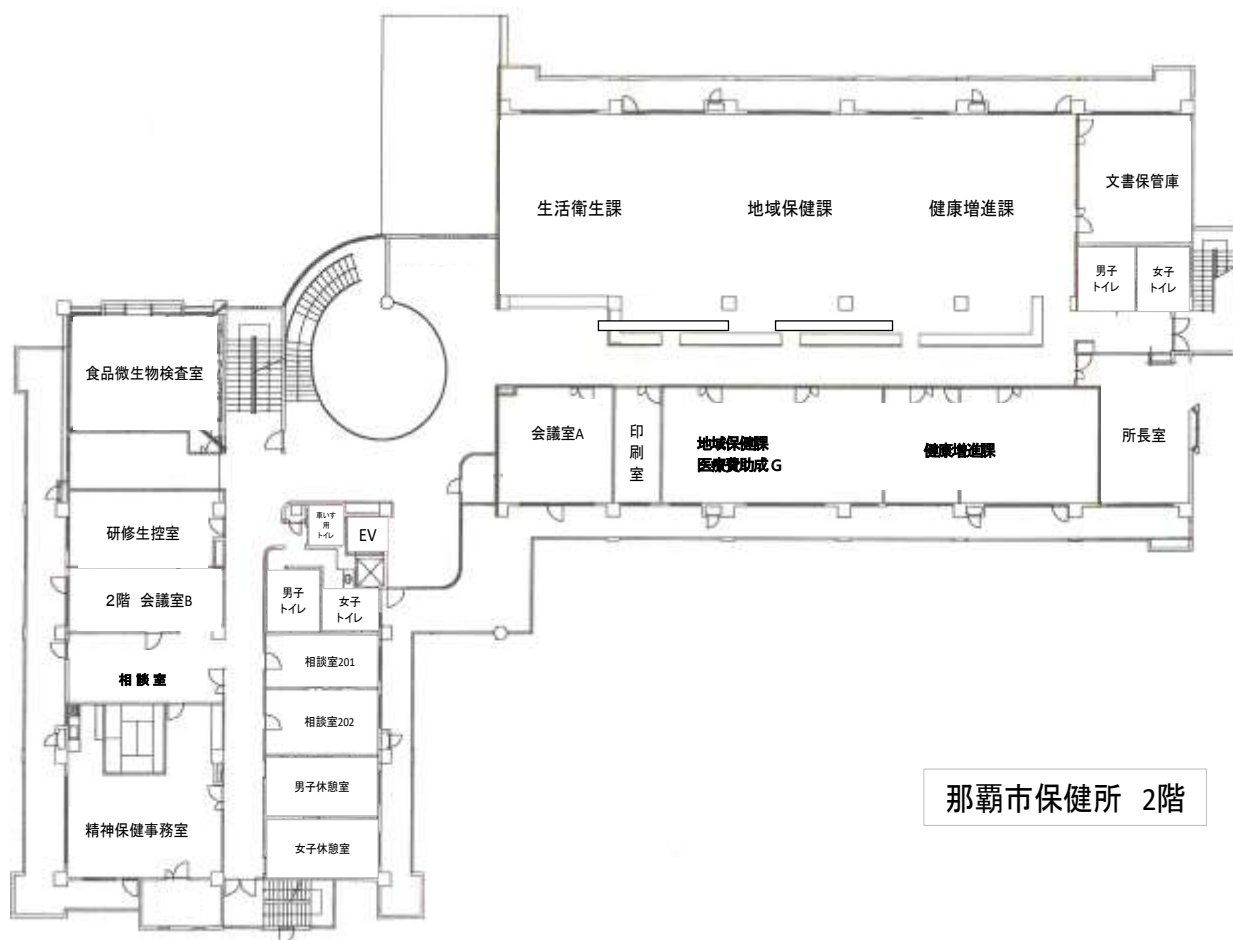 生活衛生課
地域保健課
健康増進課
文書保管庫
男子
トイレ
女子
トイレ
食品微生物検査室
会議室A
印
刷
室
地域保健課
医療費助成G
健康増進課
所長室
研修生控室
車いす
用
トイレ
EV
2階 会議室B
男子
トイレ
女子
トイレ
相談室
相談室201
相談室202
男子休憩室
精神保健事務室
女子休憩室
那覇市保健所 2階